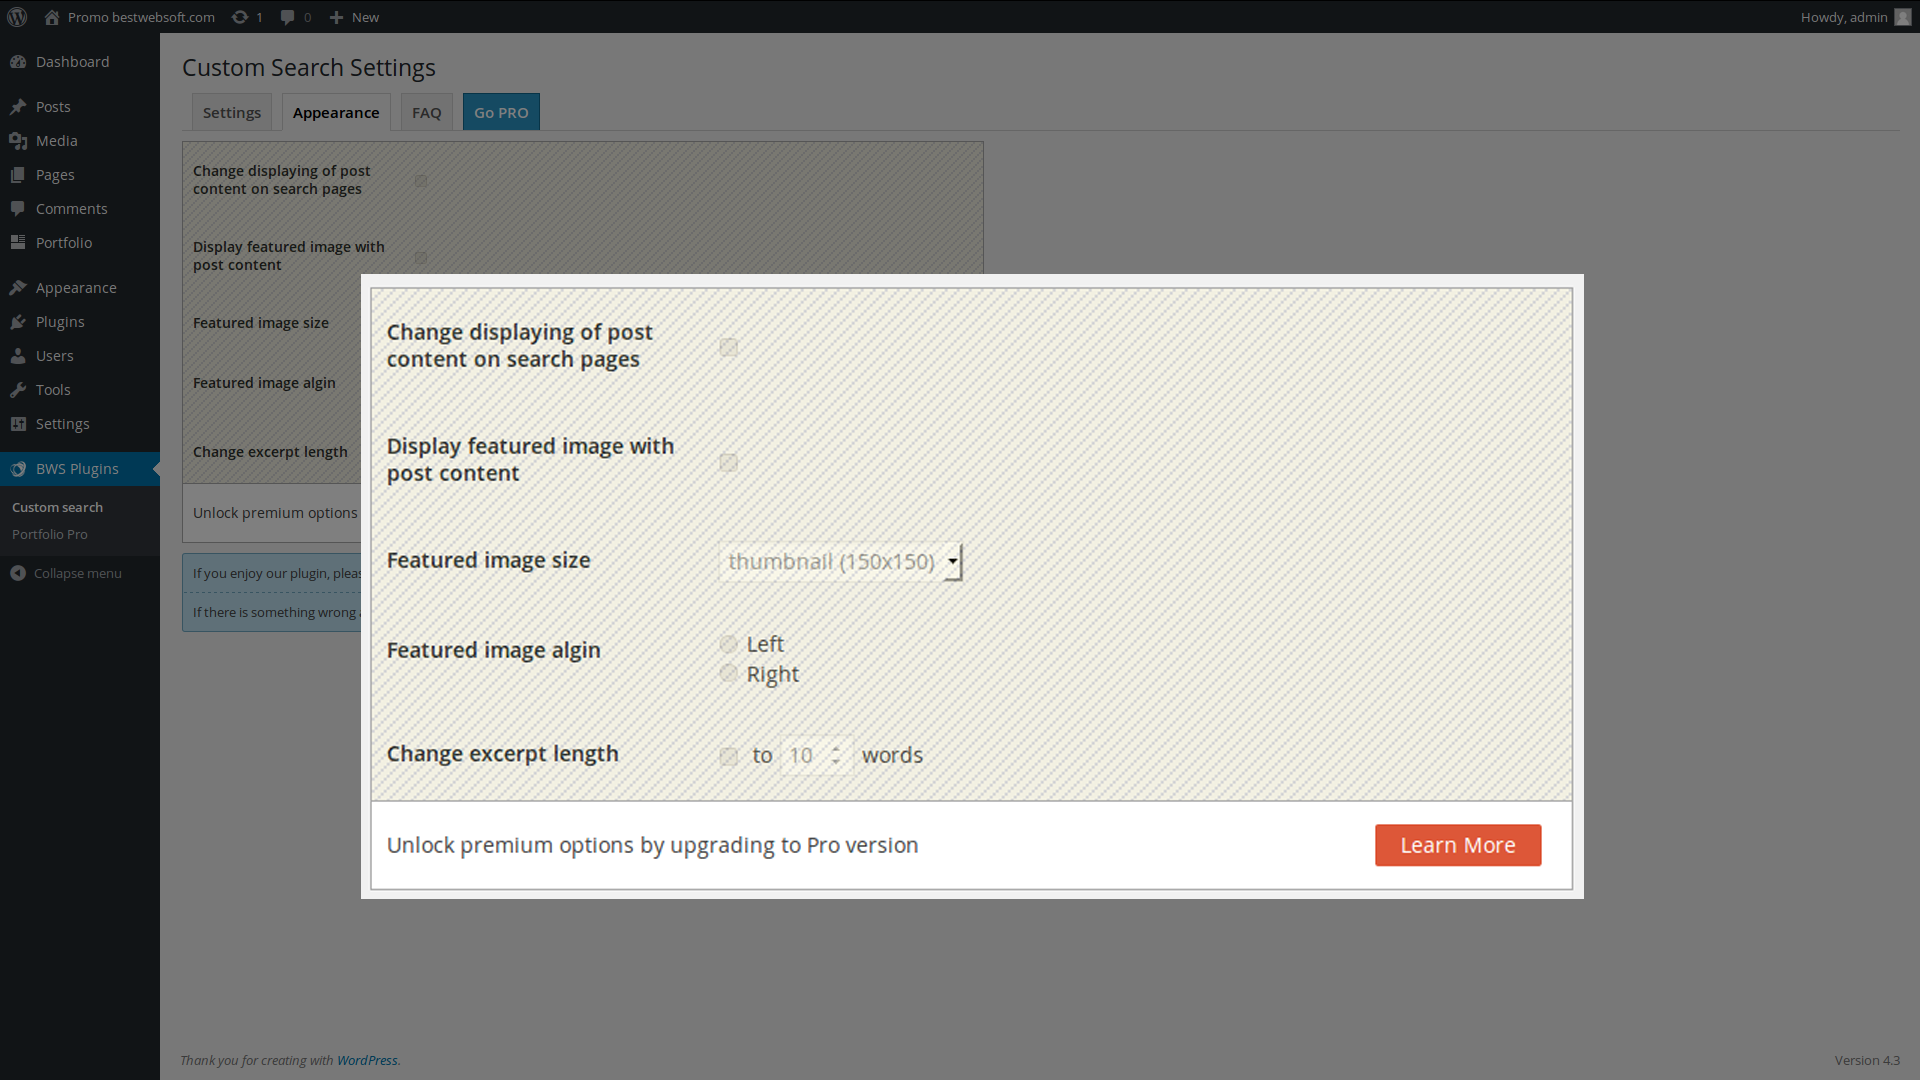 Promo bestwebsoft.com 1 0 New Howdy, admin
Dashboard
Posts
Media
Pages
Comments
Portfolio
Appearance
Plugins
Users
Tools
Settings
BWS Plugins
Custom search
Portfolio Pro
Collapse menu
Custom Search Settings
Settings Appearance FAQ Go PRO
Change displaying of post
content on search pages
Display featured image with
post content
Featured image size
Featured image algin
Change excerpt length
Unlock premium options
If you enjoy our plugin,
If there is something wrong
Change displaying of post
content on search pages
Display featured image with
post content
Featured image size thumbnail (150x150)
Featured image algin
Left
Right
Change excerpt length to 10 words
Unlock premium options by upgrading to Pro version Learn More
Thank you for creating with WordPress. Version 4.3